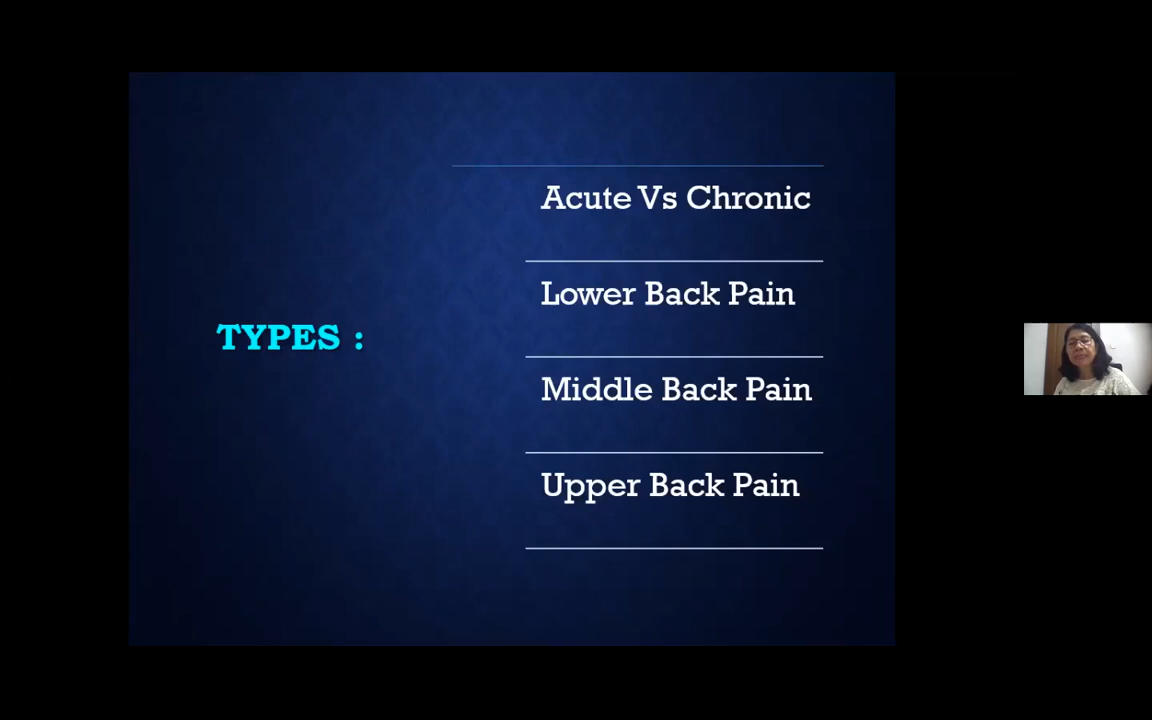 TYPES :
Acute Vs Chronic
Lower Back Pain
Middle Back Pain
Upper Back Pain